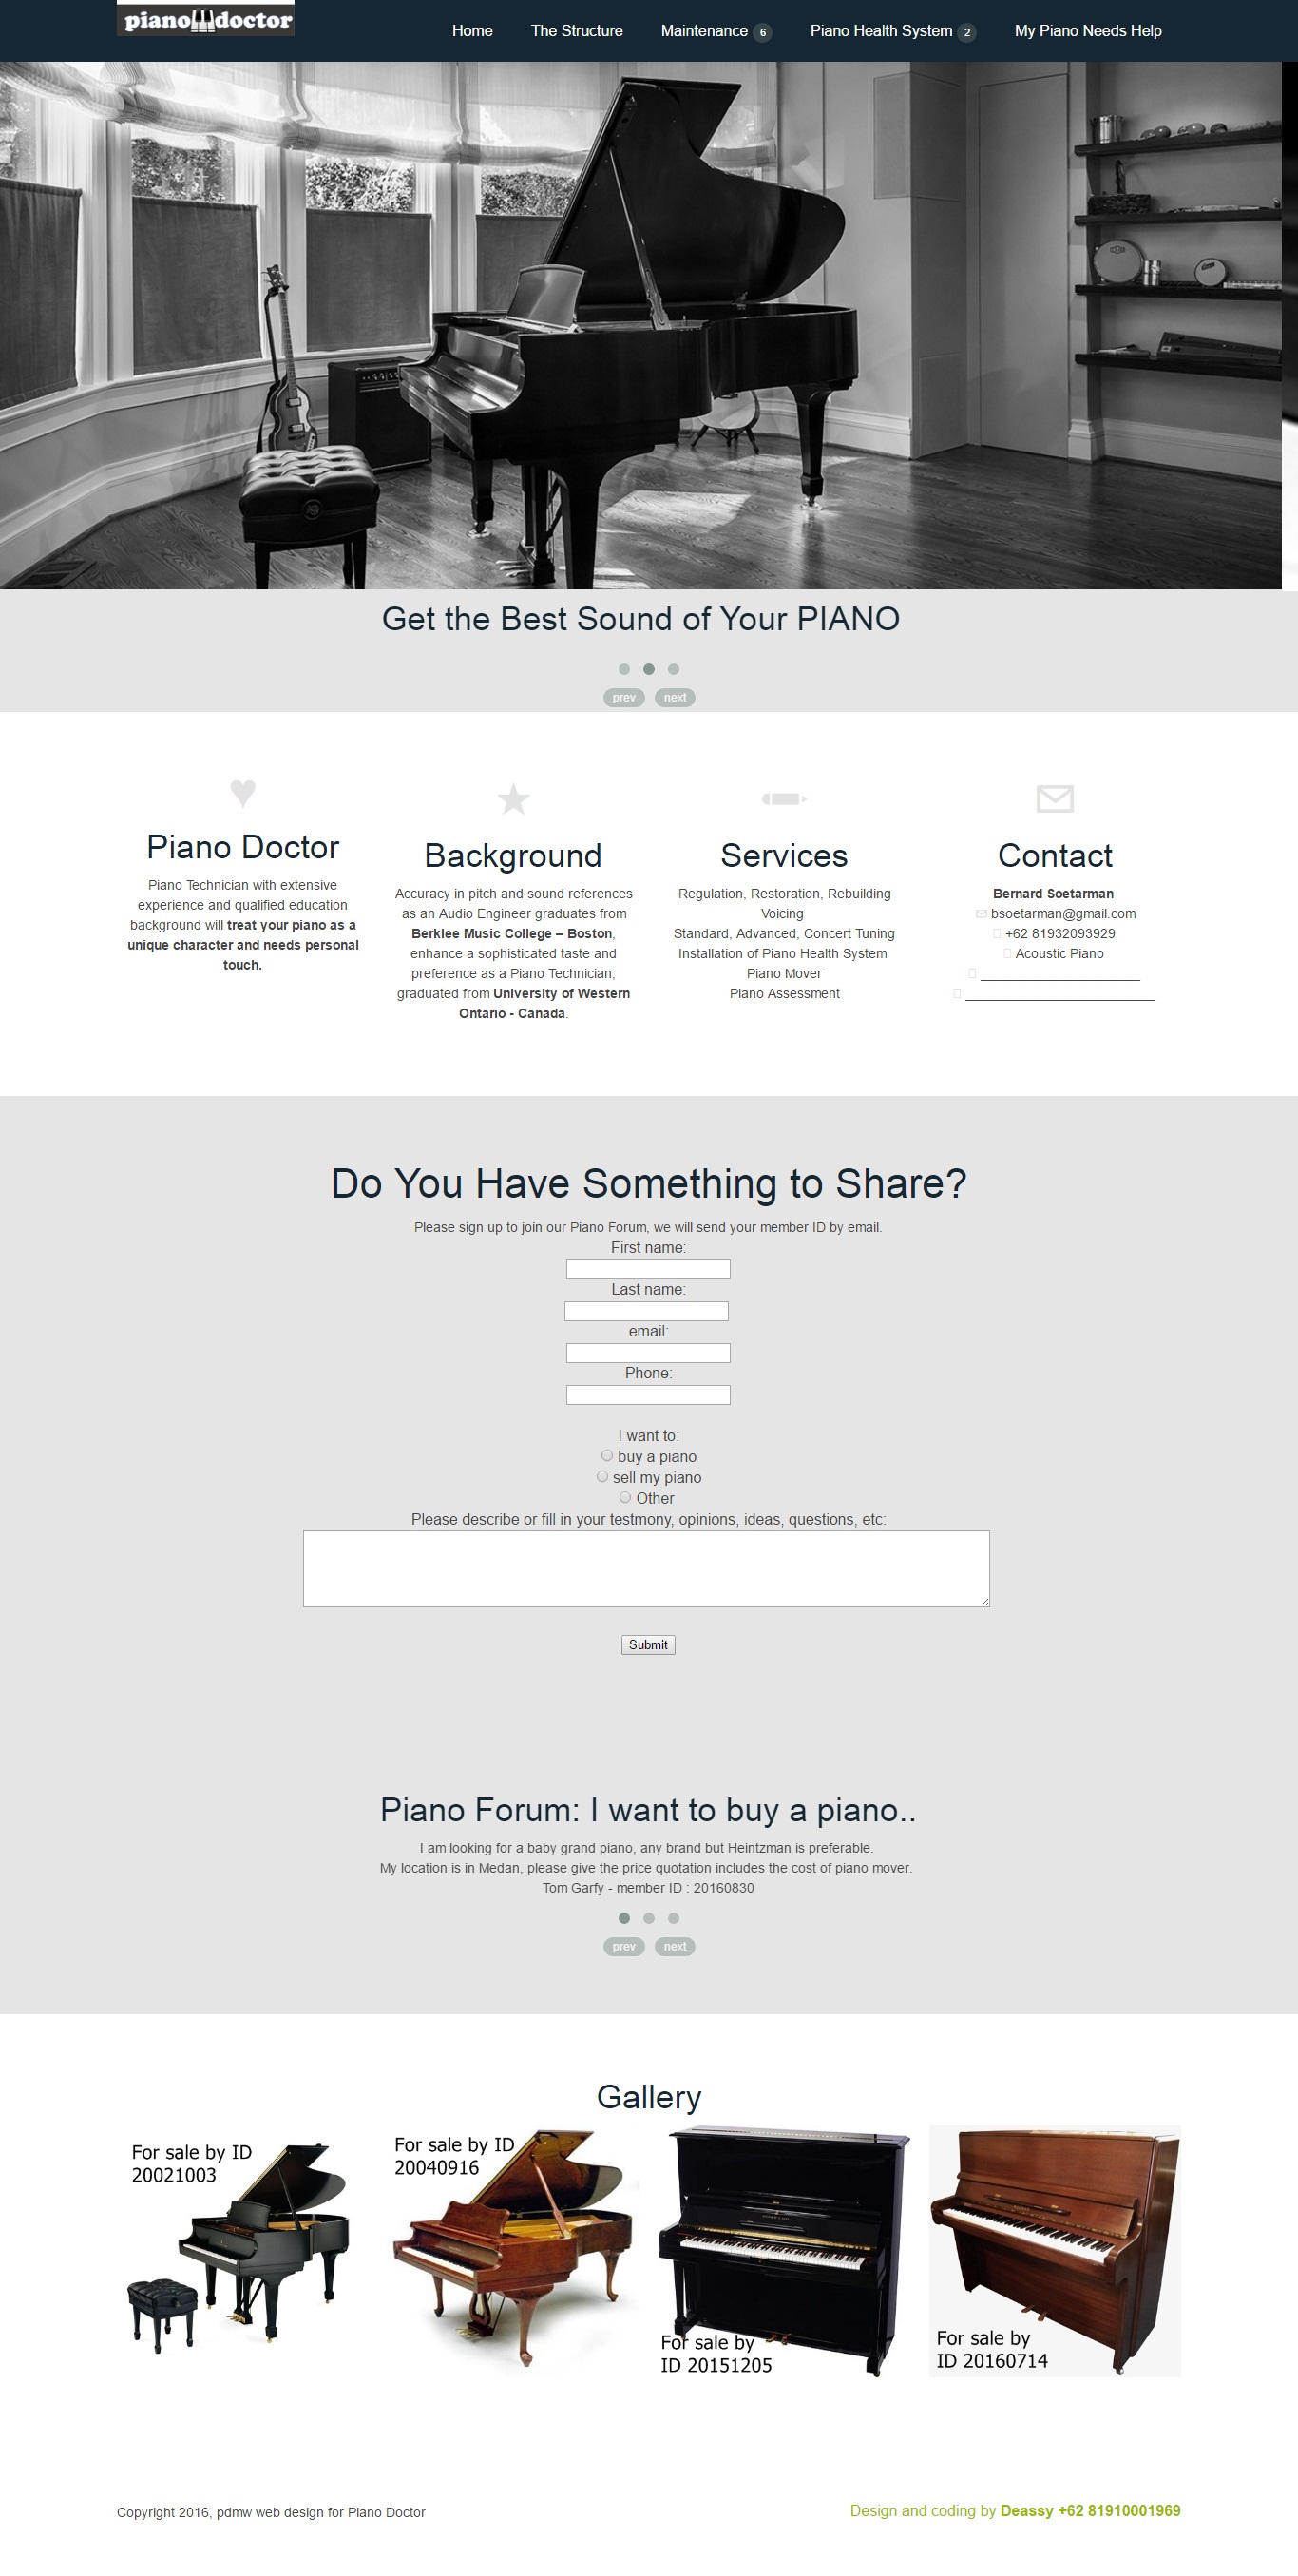 pianodoctor
Home The Structure Maintenance 6 Piano Health System 2 My Piano Needs Help
Get the Best Sound of Your PIANO
prev next
Piano Doctor
Piano Technician with extensive
experience and qualified education
background will treat your piano as a
unique character and needs personal
touch.
Background
Accuracy in pitch and sound references
as an Audio Engineer graduates from
Berklee Music College – Boston,
enhance a sophisticated taste and
preference as a Piano Technician,
graduated from University of Western
Ontario - Canada.
Services
Regulation, Restoration, Rebuilding
Voicing
Standard, Advanced, Concert Tuning
Installation of Piano Health System
Piano Mover
Piano Assessment
Contact
Bernard Soetarman
bsoetarman@gmail.com
+62 81932093929
Acoustic Piano
Do You Have Something to Share?
Please sign up to join our Piano Forum, we will send your member ID by email.
First name:
Last name:
email:
Phone:
I want to:
buy a piano
sell my piano
Other
Please describe or fill in your testmony, opinions, ideas, questions, etc:
Submit
Piano Forum: I want to buy a piano..
I am looking for a baby grand piano, any brand but Heintzman is preferable.
My location is in Medan, please give the price quotation includes the cost of piano mover.
Tom Garfy - member ID : 20160830
prev next
Gallery
For sale by ID
20021003
For sale by ID
20040916
For sale by
ID 20151205
For sale by
ID 20160714
Copyright 2016, pdmw web design for Piano Doctor
Design and coding by Deassy +62 81910001969